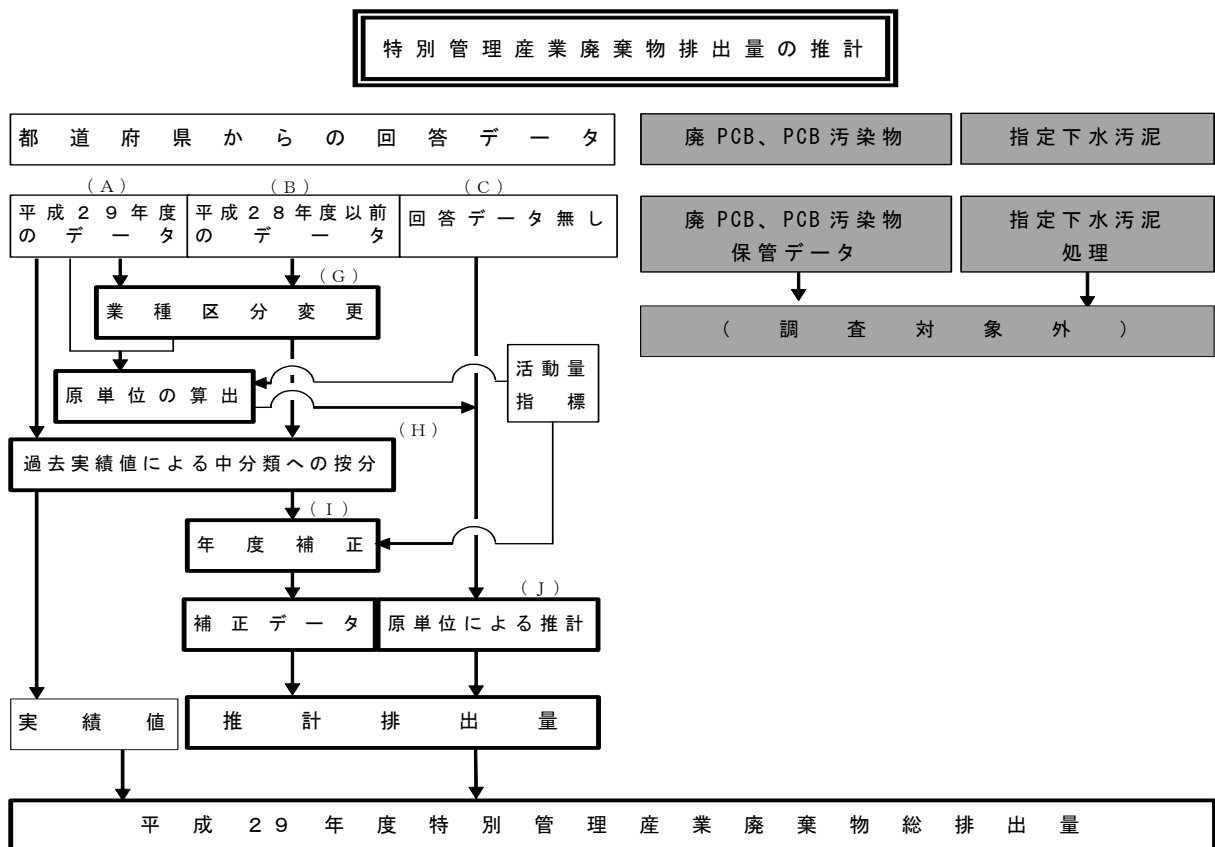 特別管理産業廃棄物排出量の推計
都道府県からの回答データ
廃PCB、PCB汚染物
指定下水汚泥
(A)
(B)
(C)
平成29年度
のデータ
平成28年度以前
のデータ
回答データ無し
廃PCB、PCB汚染物
保管データ
指定下水汚泥
処理
(G)
業種区分変更
(調査対象外)
活動量
指標
原単位の算出
(H)
過去実績値による中分類への按分
(I)
年度補正
(J)
補正データ
原単位による推計
実績値
推計排出量
平成29年度特別管理産業廃棄物総排出量